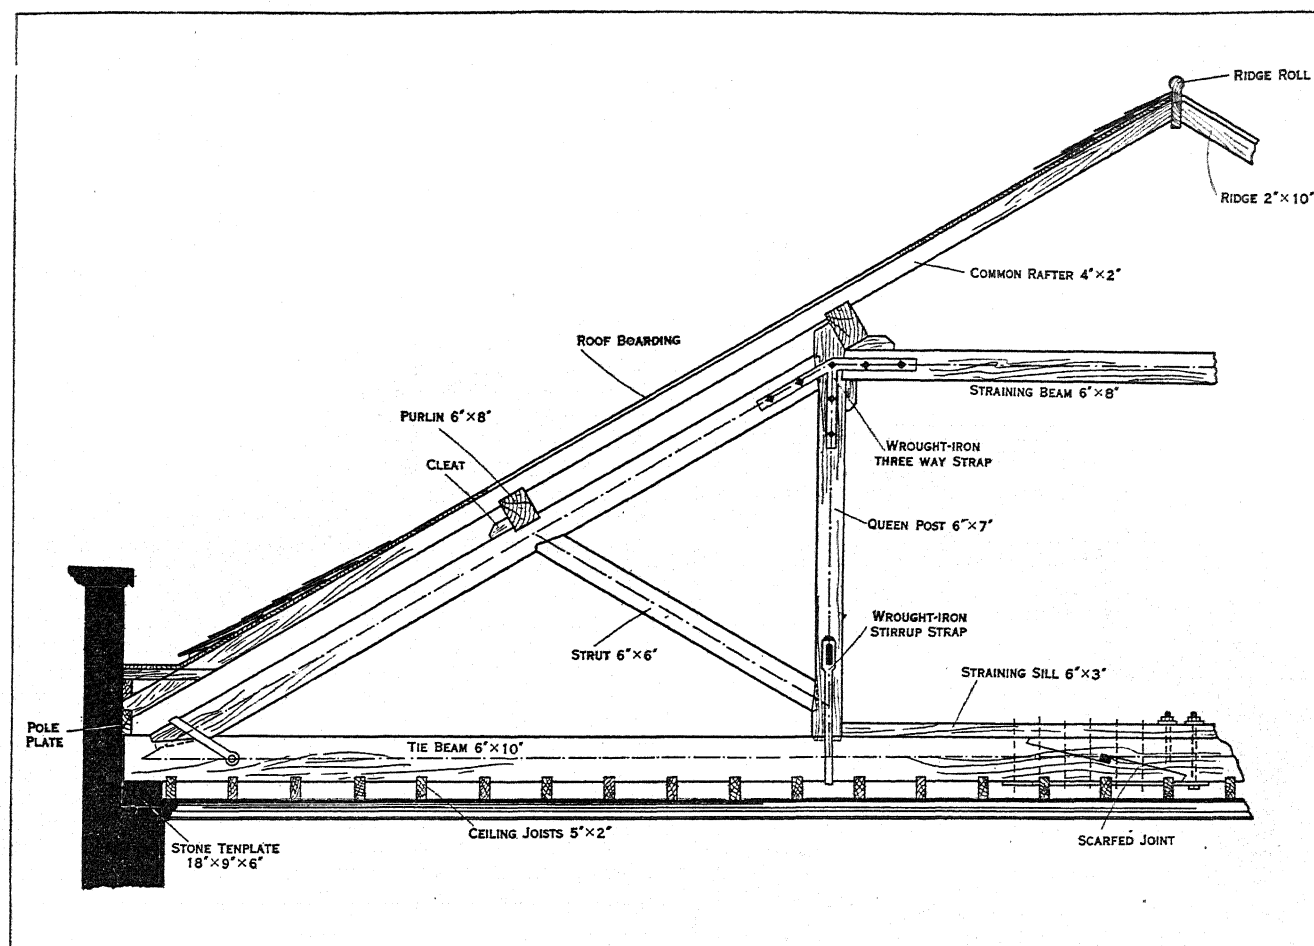 RIDGE ROLL
RIDGE 2"×10"
COMMON RAFTER 4"×2"
ROOF BOARDING
STRAINING BEAM 6"×8"
PURLIN 6"×8"
WROUGHT-IRON
THREE WAY STRAP
CLEAT
QUEEN POST 6"×7"
WROUGHT-IRON
STIRRUP STRAP
STRUT 6"×6"
STRAINING SILL 6"×3"
POLE
PLATE
TIE BEAM 6"×10"
CEILING JOISTS 5"×2"
SCARFED JOINT
STONE TENPLATE
18"×9"×6"